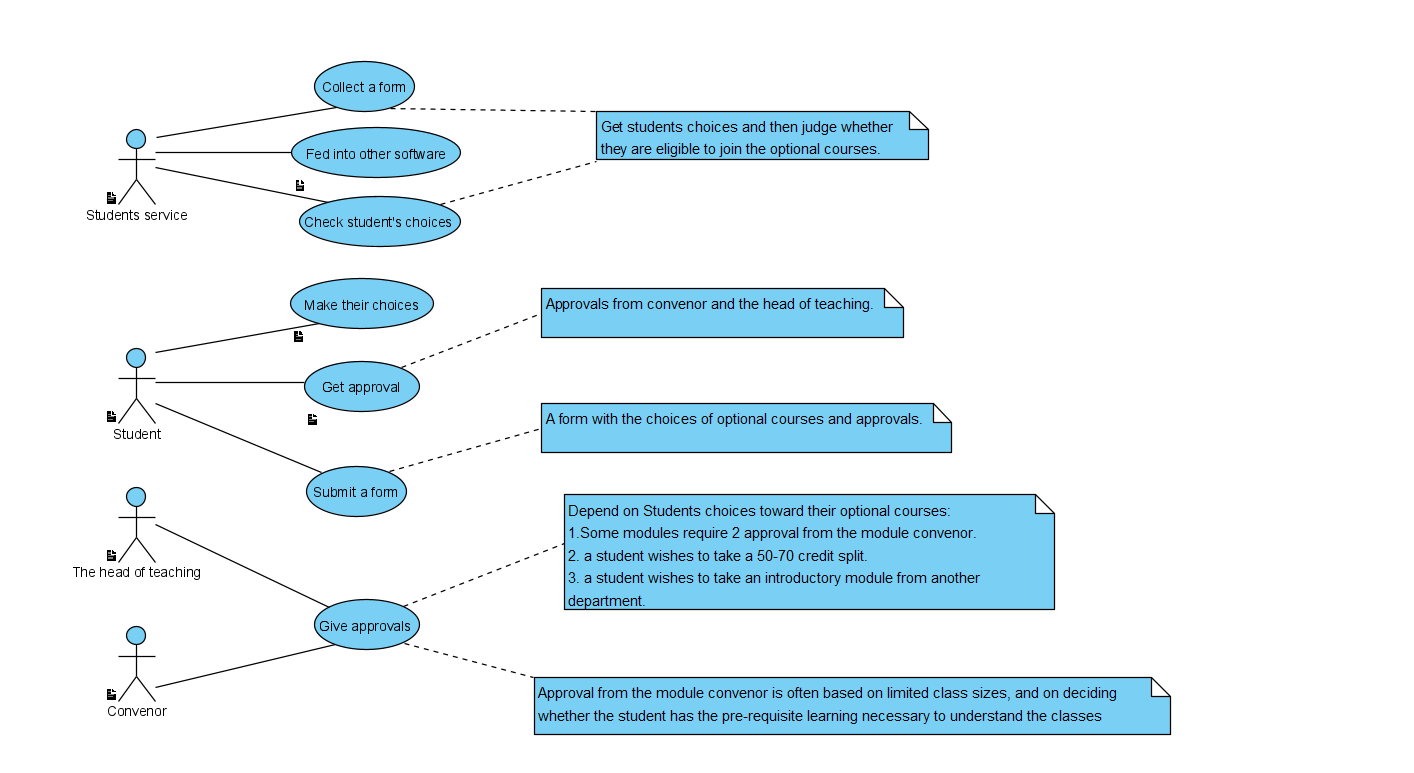 Collect a form
Get students choices and then judge whether
they are eligible to join the optional courses.
Fed into other software
Students service
Check student's choices
Make their choices
Approvals from convenor and the head of teaching.
Get approval
Student
A form with the choices of optional courses and approvals.
Submit a form
Depend on Students choices toward their optional courses:
1.Some modules require 2 approval from the module convenor.
2. a student wishes to take a 50-70 credit split.
3. a student wishes to take an introductory module from another
department.
The head of teaching
Give approvals
Convenor
Approval from the module convenor is often based on limited class sizes, and on deciding
whether the student has the pre-requisite learning necessary to understand the classes